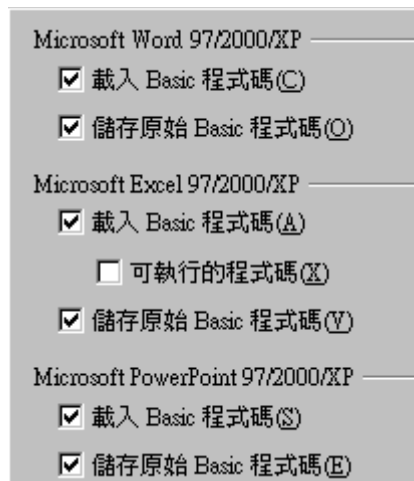 Microsoft Word 97/2000/XP
載入 Basic 程式碼(C)
儲存原始 Basic 程式碼(O)
Microsoft Excel 97/2000/XP
載入 Basic 程式碼(A)
可執行的程式碼(X)
儲存原始 Basic 程式碼(V)
Microsoft PowerPoint 97/2000/XP
載入 Basic 程式碼(S)
儲存原始 Basic 程式碼(E)